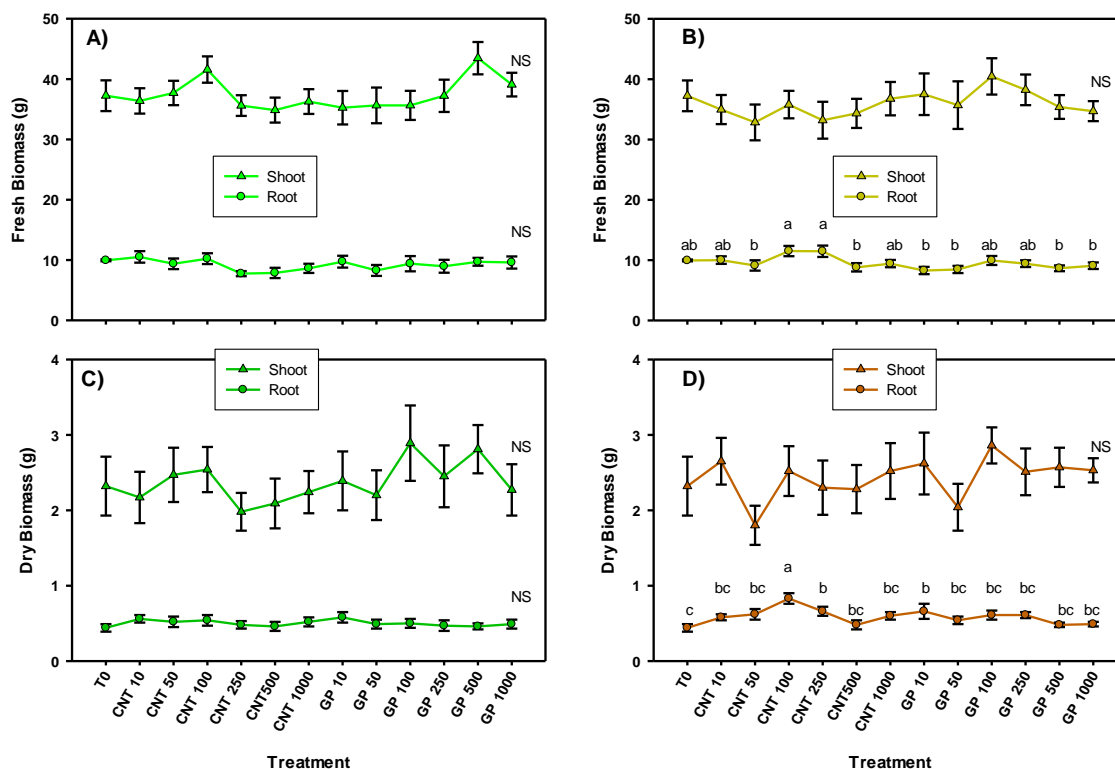 A)
Fresh Biomass (g)
50
40
30
20
10
0
NS
Shoot
Root
NS
B)
Fresh Biomass (g)
50
40
30
20
10
0
NS
Shoot
Root
ab ab b a a b ab b b ab ab b b
C)
Dry Biomass (g)
4
3
2
1
0
Shoot
Root
NS
NS
T0
CNT 10
CNT 50
CNT 100
CNT 250
CNT500
CNT 1000
GP 10
GP 50
GP 100
GP 250
GP 500
GP 1000
Treatment
D)
Dry Biomass (g)
4
3
2
1
0
Shoot
Root
NS
c bc bc a b bc bc b bc bc bc bc bc
T0
CNT 10
CNT 50
CNT 100
CNT 250
CNT500
CNT 1000
GP 10
GP 50
GP 100
GP 250
GP 500
GP 1000
Treatment